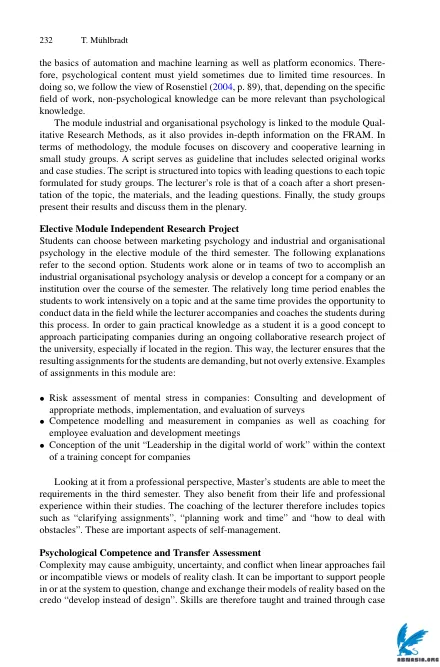 232 T. Mühlbradt
the basics of automation and machine learning as well as platform economics. There-
fore, psychological content must yield sometimes due to limited time resources. In
doing so, we follow the view of Rosenstiel (2004, p. 89), that, depending on the specific
field of work, non-psychological knowledge can be more relevant than psychological
knowledge.
The module industrial and organisational psychology is linked to the module Qual-
itative Research Methods, as it also provides in-depth information on the FRAM. In
terms of methodology, the module focuses on discovery and cooperative learning in
small study groups. A script serves as guideline that includes selected original works
and case studies. The script is structured into topics with leading questions to each topic
formulated for study groups. The lecturer's role is that of a coach after a short presen-
tation of the topic, the materials, and the leading questions. Finally, the study groups
present their results and discuss them in the plenary.
Elective Module Independent Research Project
Students can choose between marketing psychology and industrial and organisational
psychology in the elective module of the third semester. The following explanations
refer to the second option. Students work alone or in teams of two to accomplish an
industrial organisational psychology analysis or develop a concept for a company or an
institution over the course of the semester. The relatively long time period enables the
students to work intensively on a topic and at the same time provides the opportunity to
conduct data in the field while the lecturer accompanies and coaches the students during
this process. In order to gain practical knowledge as a student it is a good concept to
approach participating companies during an ongoing collaborative research project of
the university, especially if located in the region. This way, the lecturer ensures that the
resulting assignments for the students are demanding, but not overly extensive. Examples
of assignments in this module are:
• Risk assessment of mental stress in companies: Consulting and development of
appropriate methods, implementation, and evaluation of surveys
• Competence modelling and measurement in companies as well as coaching for
employee evaluation and development meetings
• Conception of the unit “Leadership in the digital world of work” within the context
of a training concept for companies
Looking at it from a professional perspective, Master's students are able to meet the
requirements in the third semester. They also benefit from their life and professional
experience within their studies. The coaching of the lecturer therefore includes topics
such as “clarifying assignments”, “planning work and time” and “how to deal with
obstacles”. These are important aspects of self-management.
Psychological Competence and Transfer Assessment
Complexity may cause ambiguity, uncertainty, and conflict when linear approaches fail
or incompatible views or models of reality clash. It can be important to support people
in or at the system to question, change and exchange their models of reality based on the
credo “develop instead of design”. Skills are therefore taught and trained through case